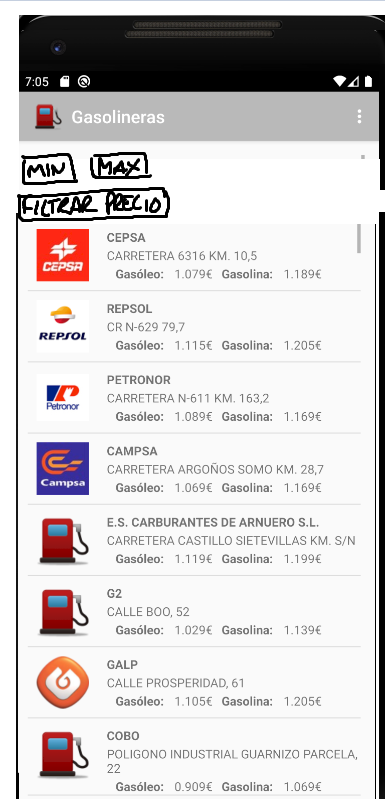 7:05
Gasolineras
MIN MAX
FILTRAR PRECIO
CEPSA
CEPSA
CARRETERA 6316 KM. 10,5
Gasóleo: 1.079€ Gasolina: 1.189€
REPSOL
REPSOL
CR N-629 79,7
Gasóleo: 1.115€ Gasolina: 1.205€
Petronor
PETRONOR
CARRETERA N-611 KM. 163,2
Gasóleo: 1.089€ Gasolina: 1.169€
Campsa
CAMPSA
CARRETERA ARGOÑOS SOMO KM. 28,7
Gasóleo: 1.069€ Gasolina: 1.169€
E.S. CARBURANTES DE ARNUERO S.L.
CARRETERA CASTILLO SIETEVILLAS KM. S/N
Gasóleo: 1.119€ Gasolina: 1.199€
G2
CALLE BOO, 52
Gasóleo: 1.029€ Gasolina: 1.139€
GALP
CALLE PROSPERIDAD, 61
Gasóleo: 1.105€ Gasolina: 1.205€
COBO
POLIGONO INDUSTRIAL GUARNIZO PARCELA,
22
Gasóleo: 0.909€ Gasolina: 1.069€